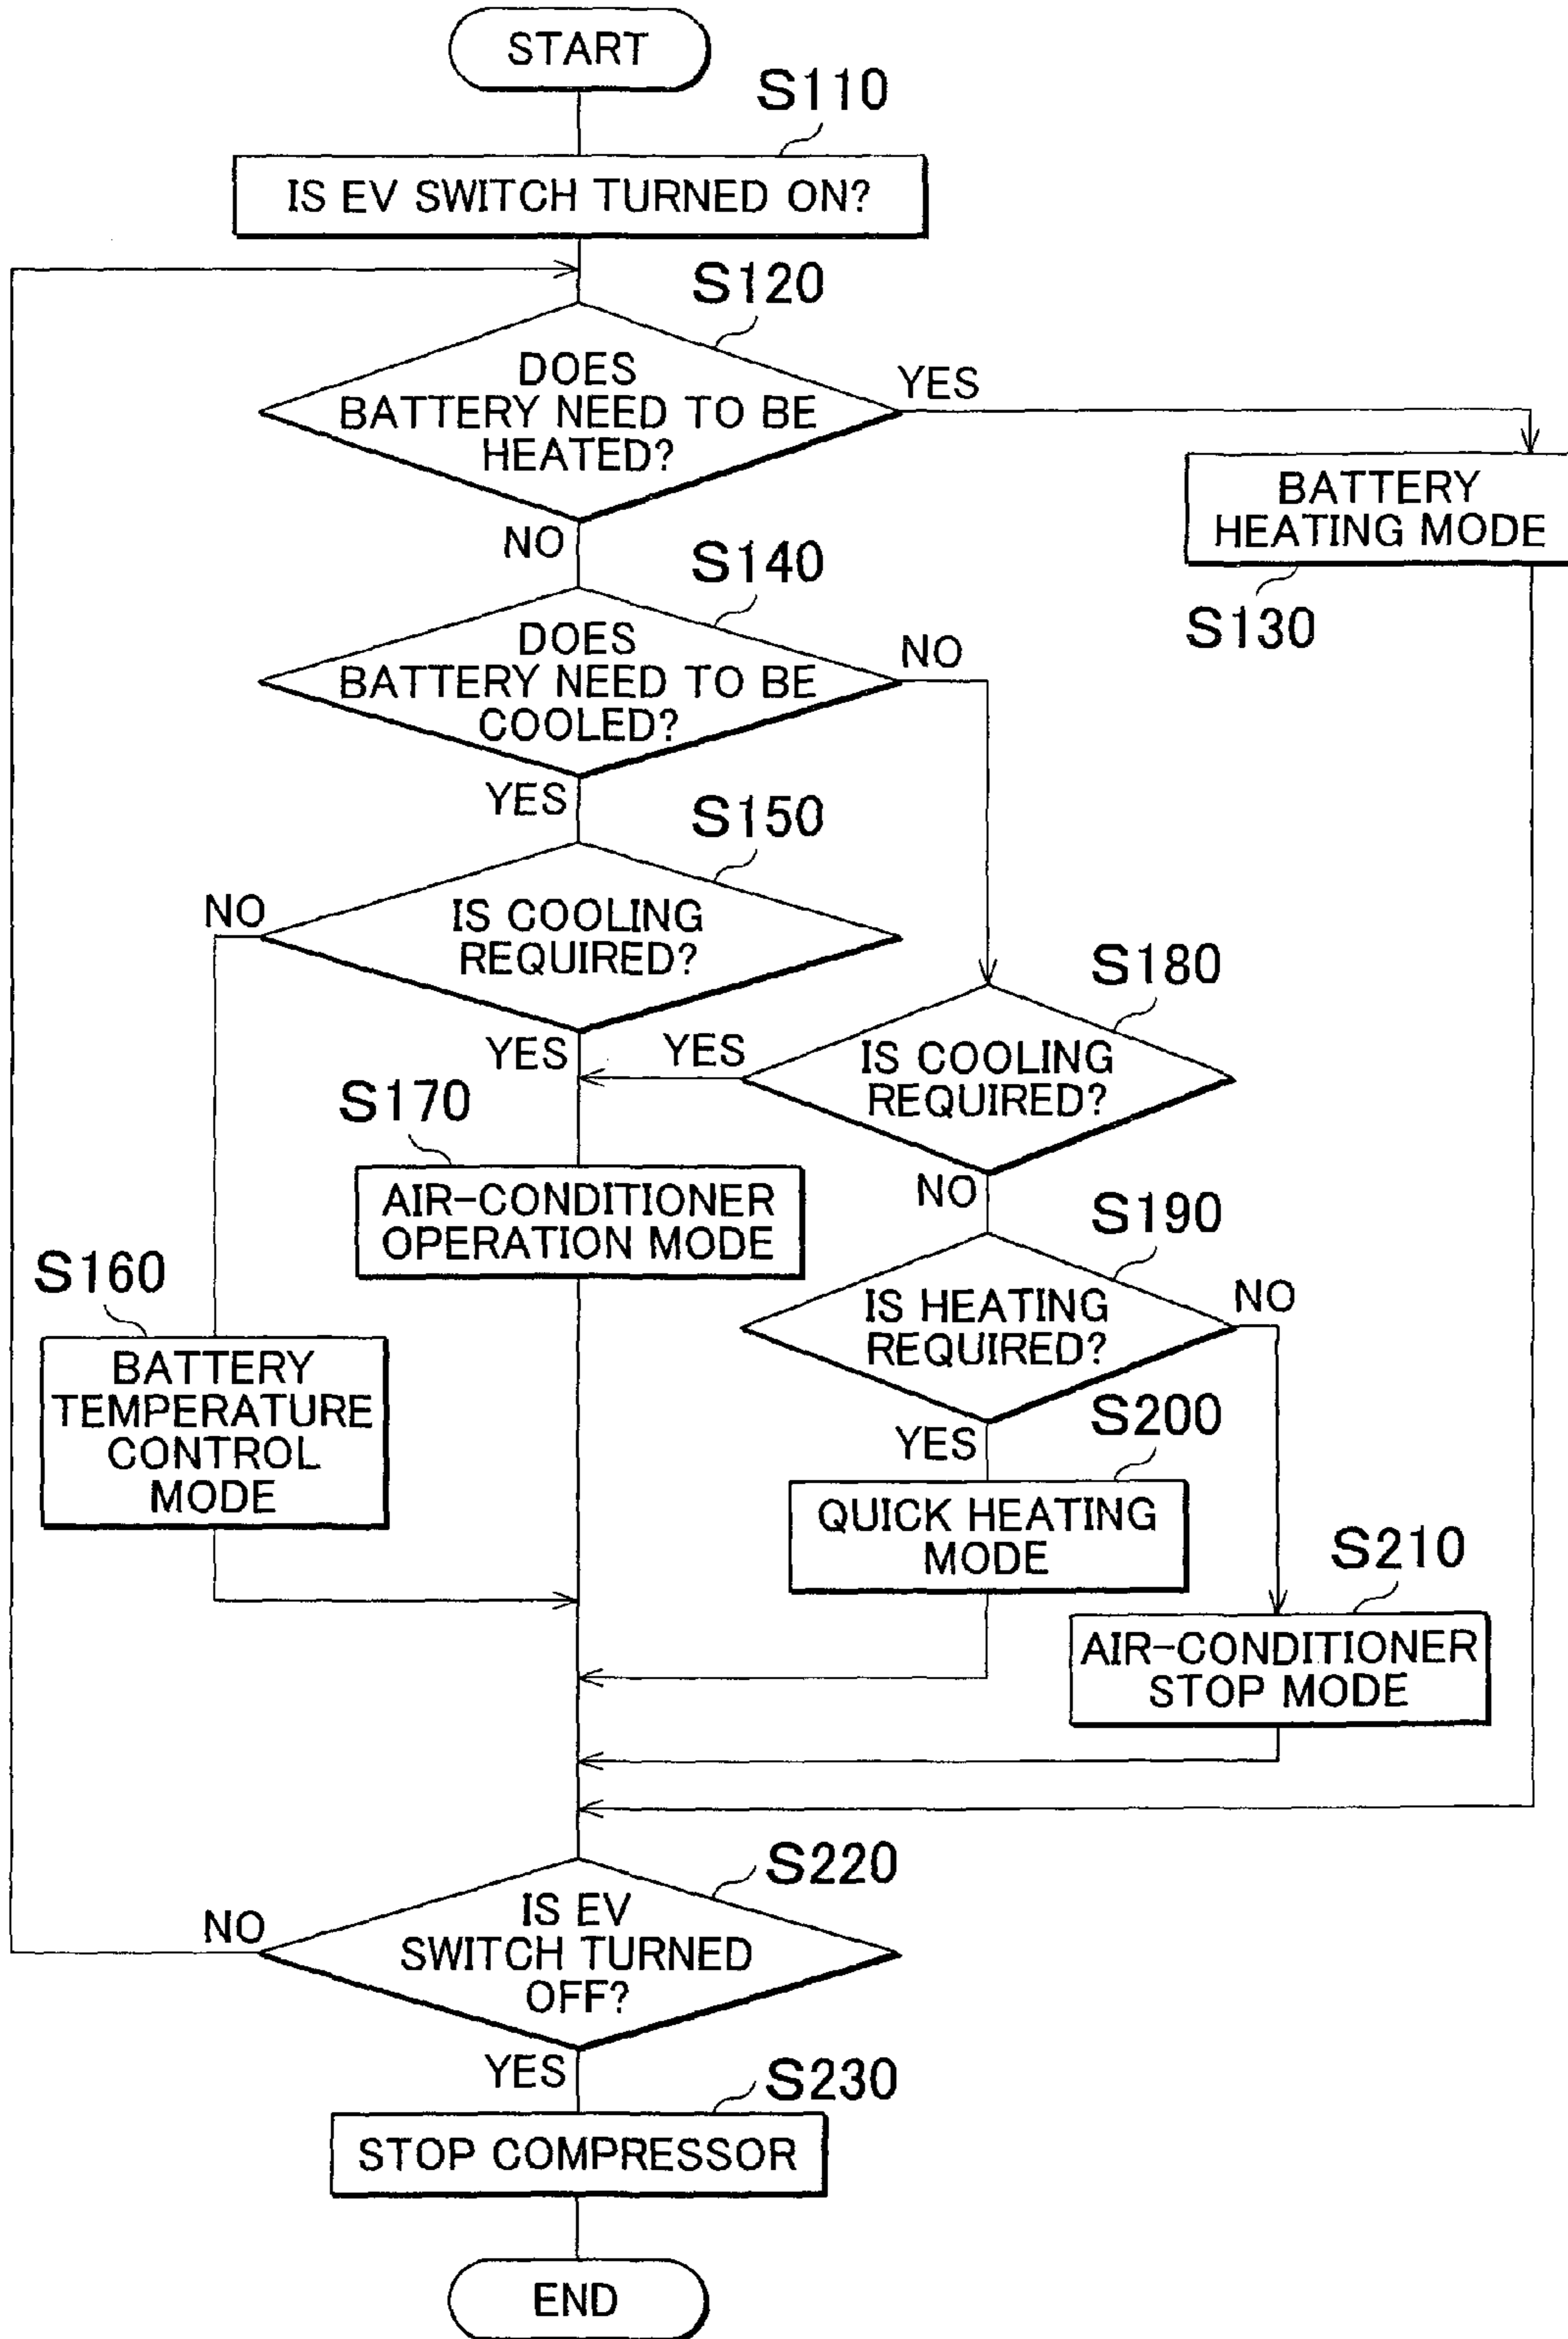 START
S110
IS EV SWITCH TURNED ON?
S120
DOES
BATTERY NEED TO BE
HEATED?
YES
NO
BATTERY
HEATING MODE
S130
S140
DOES
BATTERY NEED TO BE
COOLED?
NO
YES
S150
IS COOLING
REQUIRED?
NO
YES
S180
IS COOLING
REQUIRED?
YES
NO
S170
AIR-CONDITIONER
OPERATION MODE
S160
BATTERY
TEMPERATURE
CONTROL
MODE
S190
IS HEATING
REQUIRED?
NO
YES
S200
QUICK HEATING
MODE
S210
AIR-CONDITIONER
STOP MODE
S220
IS EV
SWITCH TURNED
OFF?
NO
YES
S230
STOP COMPRESSOR
END